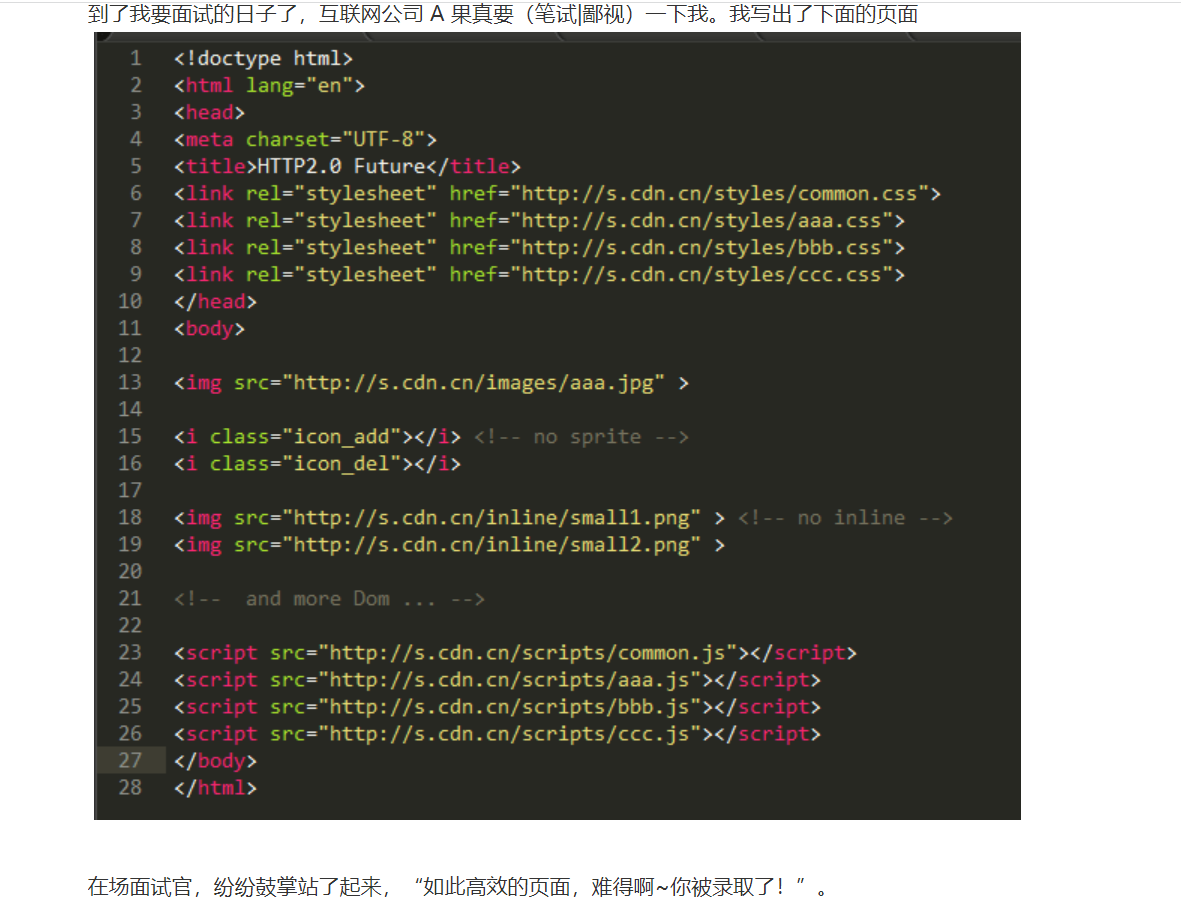 到了我要面试的日子了，互联网公司 A 果真要（笔试|鄙视）一下我。我写出了下面的页面
1 <!doctype html>
2 <html lang="en">
3 <head>
4 <meta charset="UTF-8">
5 <title>HTTP2.0 Future</title>
6 <link rel="stylesheet" href="http://s.cdn.cn/styles/common.css">
7 <link rel="stylesheet" href="http://s.cdn.cn/styles/aaa.css">
8 <link rel="stylesheet" href="http://s.cdn.cn/styles/bbb.css">
9 <link rel="stylesheet" href="http://s.cdn.cn/styles/ccc.css">
10 </head>
11 <body>
12
13 <img src="http://s.cdn.cn/images/aaa.jpg" >
14
15 <i class="icon_add"></i> <!-- no sprite -->
16 <i class="icon_del"></i>
17
18 <img src="http://s.cdn.cn/inline/small1.png" > <!-- no inline -->
19 <img src="http://s.cdn.cn/inline/small2.png" >
20
21 <!--  and more Dom ... -->
22
23 <script src="http://s.cdn.cn/scripts/common.js"></script>
24 <script src="http://s.cdn.cn/scripts/aaa.js"></script>
25 <script src="http://s.cdn.cn/scripts/bbb.js"></script>
26 <script src="http://s.cdn.cn/scripts/ccc.js"></script>
27 </body>
28 </html>
在场面试官，纷纷鼓掌站了起来，“如此高效的页面，难得啊~你被录取了！”。